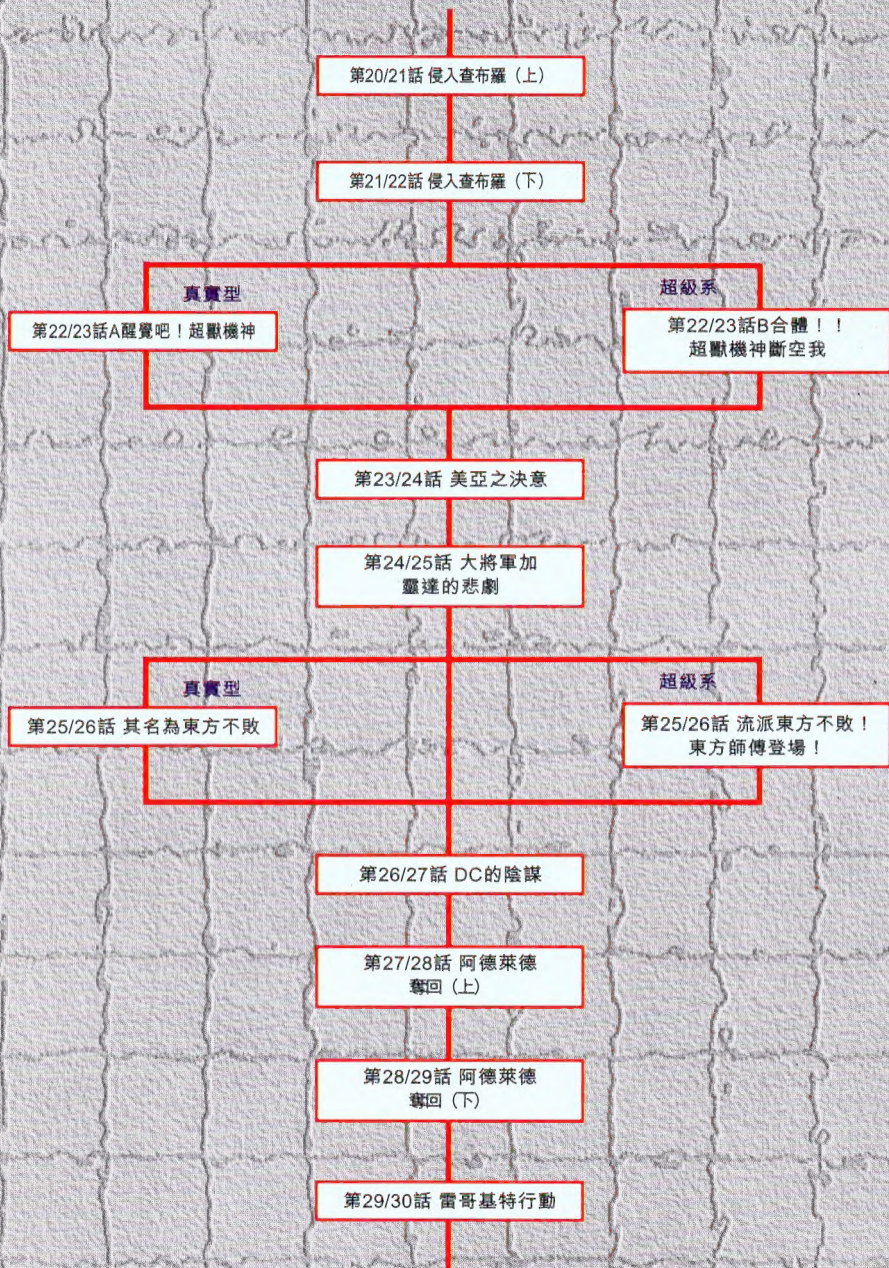 第20/21話 侵入查布羅（上）
第21/22話 侵入查布羅（下）
真實型
第22/23話A醒覺吧！超獸機神
超級系
第22/23話B合體！！
超獸機神斷空我
第23/24話 美亞之決意
第24/25話 大將軍加
靈達的悲劇
真實型
第25/26話 其名為東方不敗
超級系
第25/26話 流派東方不敗！
東方師傅登場！
第26/27話 DC的陰謀
第27/28話 阿德萊德
奪回（上）
第28/29話 阿德萊德
奪回（下）
第29/30話 雷哥基特行動